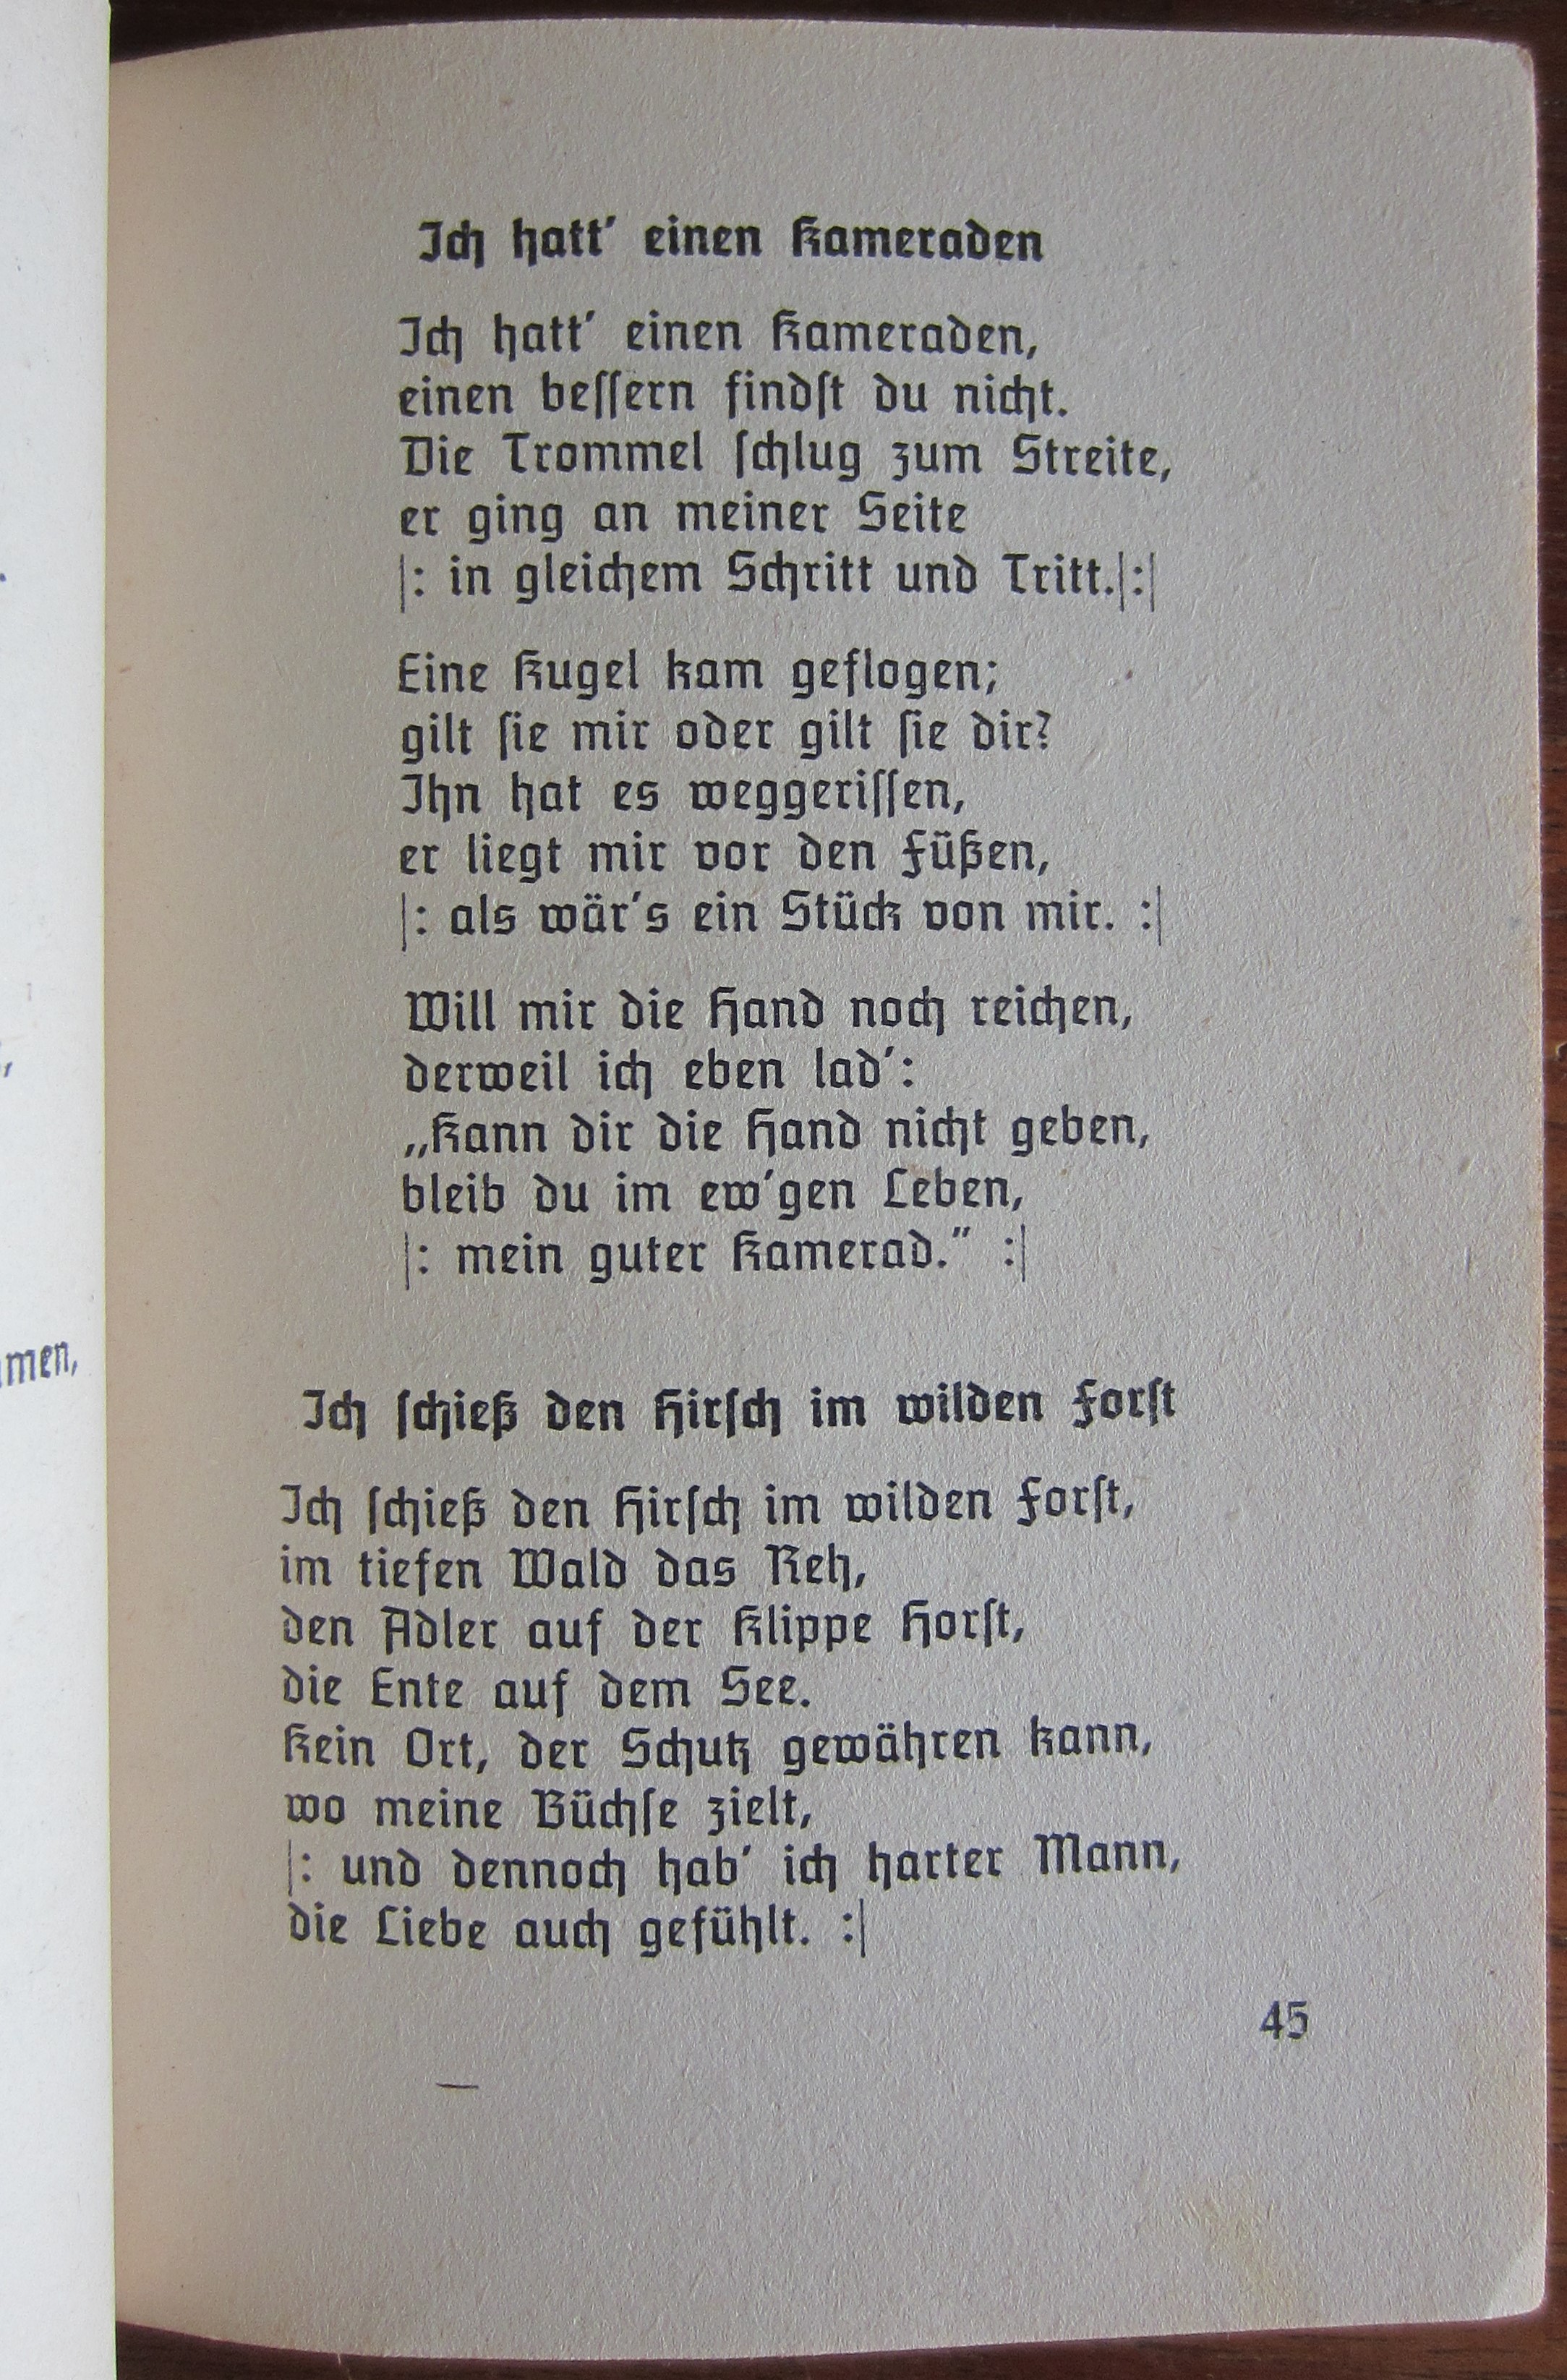 Ich hatt' einen Kameraden
Ich hatt' einen Kameraden,
einen beſſern findſt du nicht.
Die Trommel ſchlug zum Streite,
er ging an meiner Seite
|: in gleichem Schritt und Tritt.|:|
Eine Kugel kam geflogen;
gilt ſie mir oder gilt ſie dir?
Ihn hat es weggeriſſen,
er liegt mir vor den Füßen,
|: als wär's ein Stück von mir. :|
Will mir die Hand noch reichen,
derweil ich eben lad':
„Kann dir die Hand nicht geben,
bleib du im ew'gen Leben,
|: mein guter Kamerad.” :|
Ich ſchieß den Hirſch im wilden Forſt
Ich ſchieß den Hirſch im wilden Forſt,
im tiefen Wald das Reh,
den Adler auf der Klippe Horſt,
die Ente auf dem See.
Kein Ort, der Schutz gewähren kann,
wo meine Büchſe zielt,
|: und dennoch hab' ich harter Mann,
die Liebe auch gefühlt. :|
45